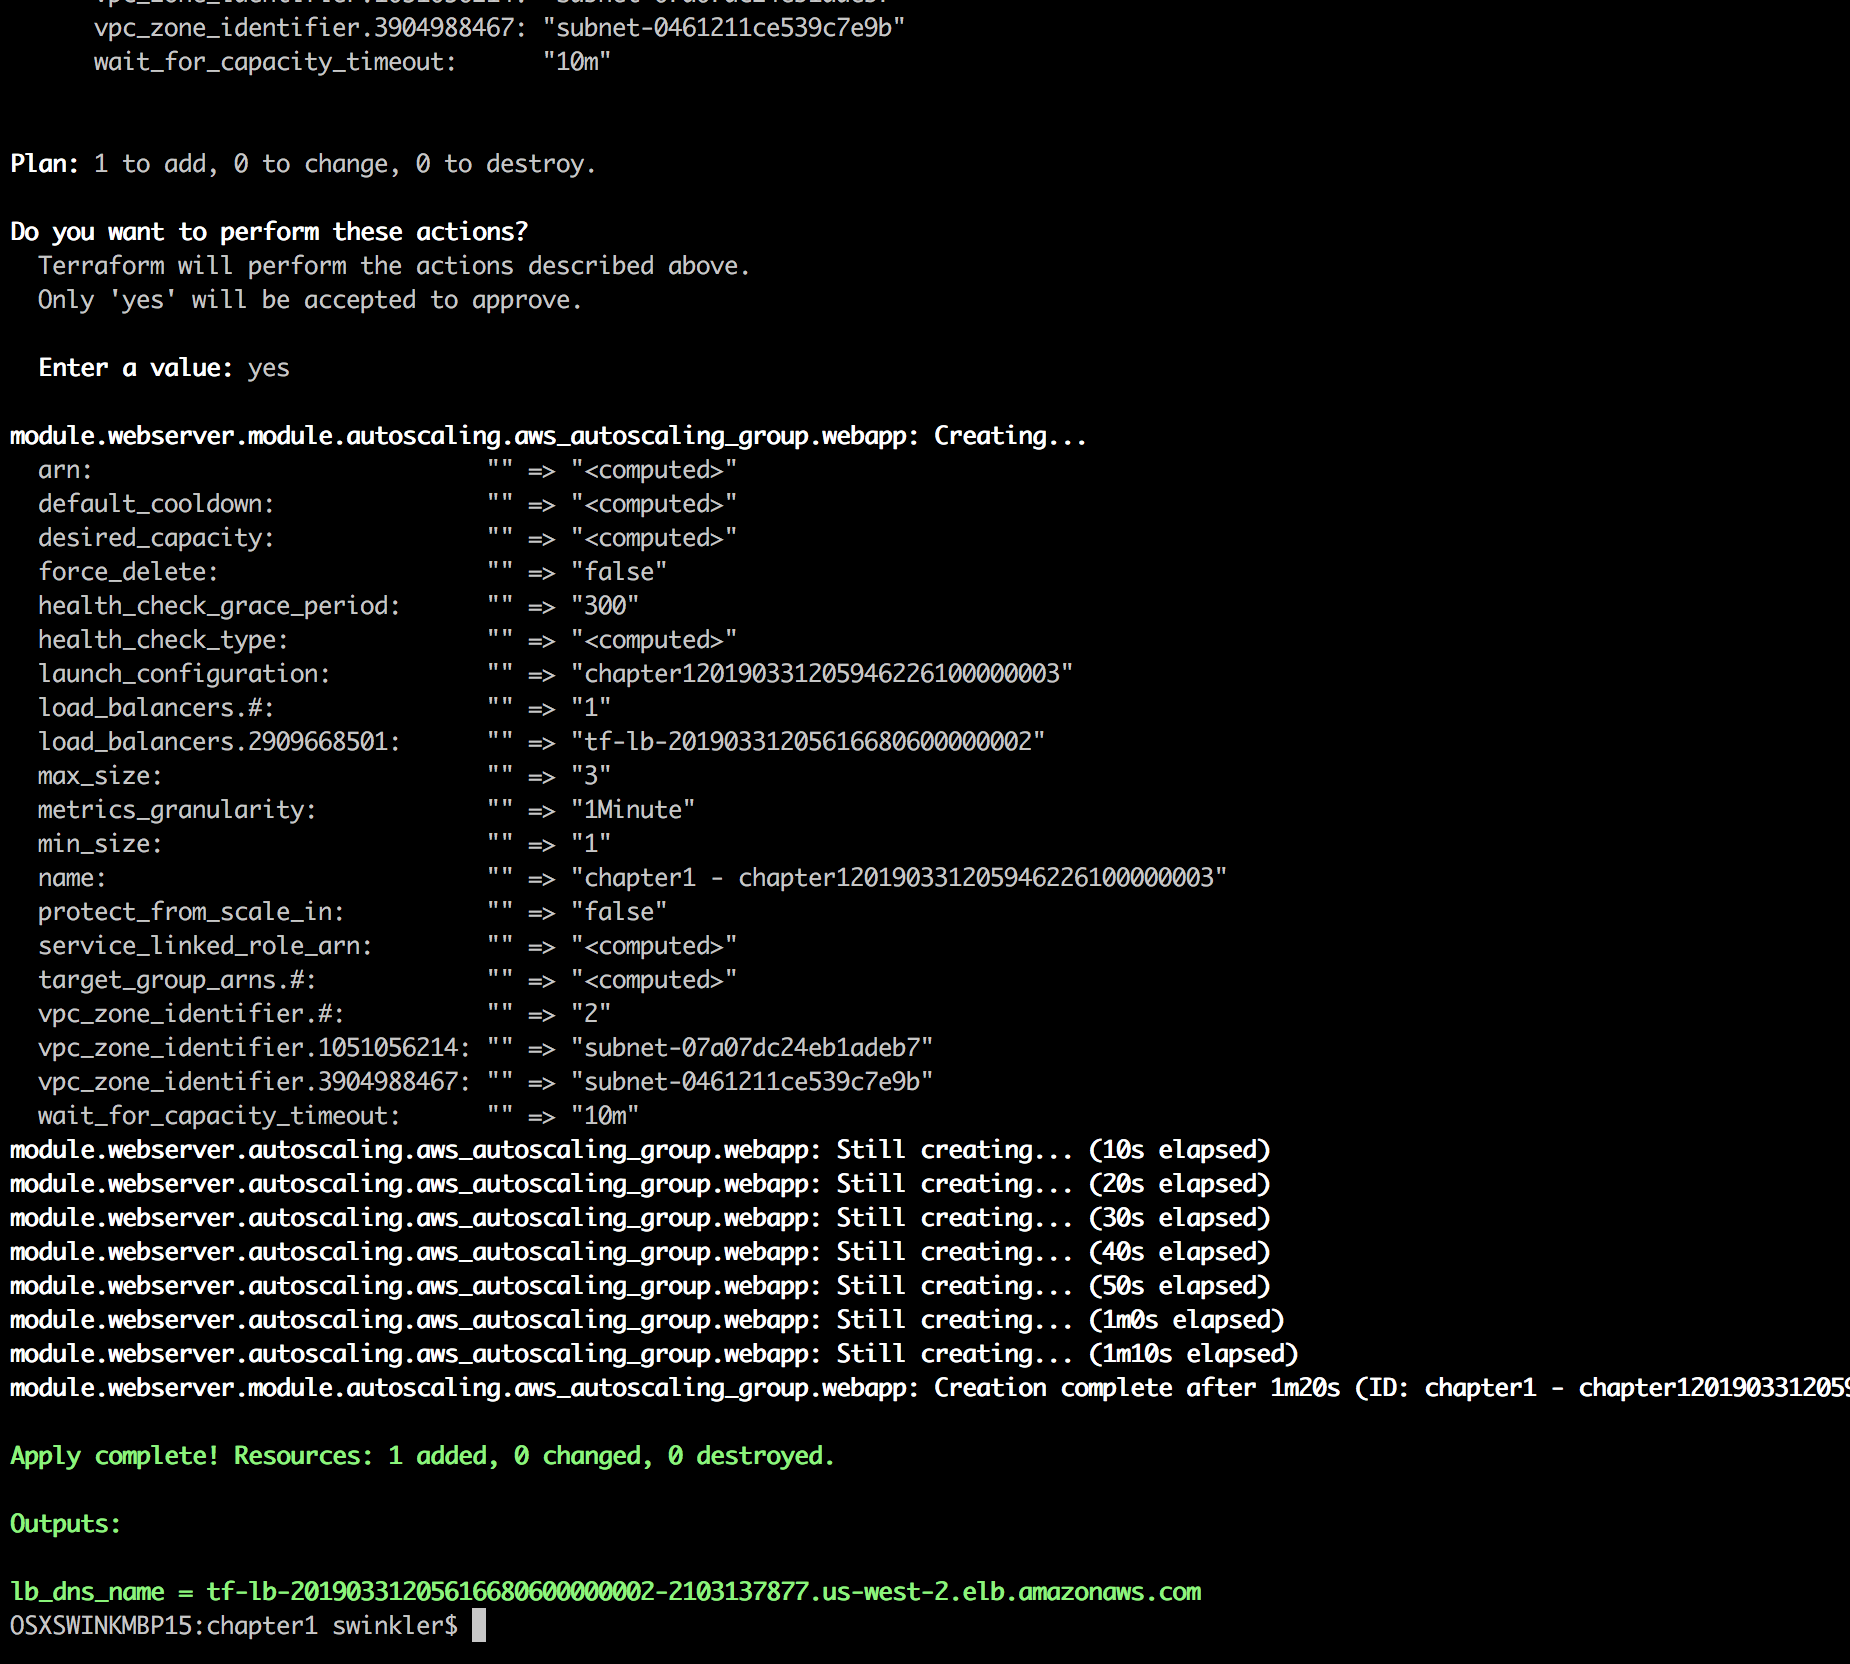 vpc_zone_identifier.3904988467: "subnet-0461211ce539c7e9b"
wait_for_capacity_timeout: "10m"
Plan: 1 to add, 0 to change, 0 to destroy.
Do you want to perform these actions?
Terraform will perform the actions described above.
Only 'yes' will be accepted to approve.
Enter a value: yes
module.webserver.module.autoscaling.aws_autoscaling_group.webapp: Creating...
arn: "" => "<computed>"
default_cooldown: "" => "<computed>"
desired_capacity: "" => "<computed>"
force_delete: "" => "false"
health_check_grace_period: "" => "300"
health_check_type: "" => "<computed>"
launch_configuration: "" => "chapter120190331205946226100000003"
load_balancers.#: "" => "1"
load_balancers.2909668501: "" => "tf-lb-20190331205616680600000002"
max_size: "" => "3"
metrics_granularity: "" => "1Minute"
min_size: "" => "1"
name: "" => "chapter1 - chapter120190331205946226100000003"
protect_from_scale_in: "" => "false"
service_linked_role_arn: "" => "<computed>"
target_group_arns.#: "" => "<computed>"
vpc_zone_identifier.#: "" => "2"
vpc_zone_identifier.1051056214: "" => "subnet-07a07dc24eb1adeb7"
vpc_zone_identifier.3904988467: "" => "subnet-0461211ce539c7e9b"
wait_for_capacity_timeout: "" => "10m"
module.webserver.autoscaling.aws_autoscaling_group.webapp: Still creating... (10s elapsed)
module.webserver.autoscaling.aws_autoscaling_group.webapp: Still creating... (20s elapsed)
module.webserver.autoscaling.aws_autoscaling_group.webapp: Still creating... (30s elapsed)
module.webserver.autoscaling.aws_autoscaling_group.webapp: Still creating... (40s elapsed)
module.webserver.autoscaling.aws_autoscaling_group.webapp: Still creating... (50s elapsed)
module.webserver.autoscaling.aws_autoscaling_group.webapp: Still creating... (1m0s elapsed)
module.webserver.autoscaling.aws_autoscaling_group.webapp: Still creating... (1m10s elapsed)
module.webserver.module.autoscaling.aws_autoscaling_group.webapp: Creation complete after 1m20s (ID: chapter1 - chapter1201903312059
Apply complete! Resources: 1 added, 0 changed, 0 destroyed.
Outputs:
lb_dns_name = tf-lb-20190331205616680600000002-2103137877.us-west-2.elb.amazonaws.com
OSXSWINKMBP15:chapter1 swinkler$